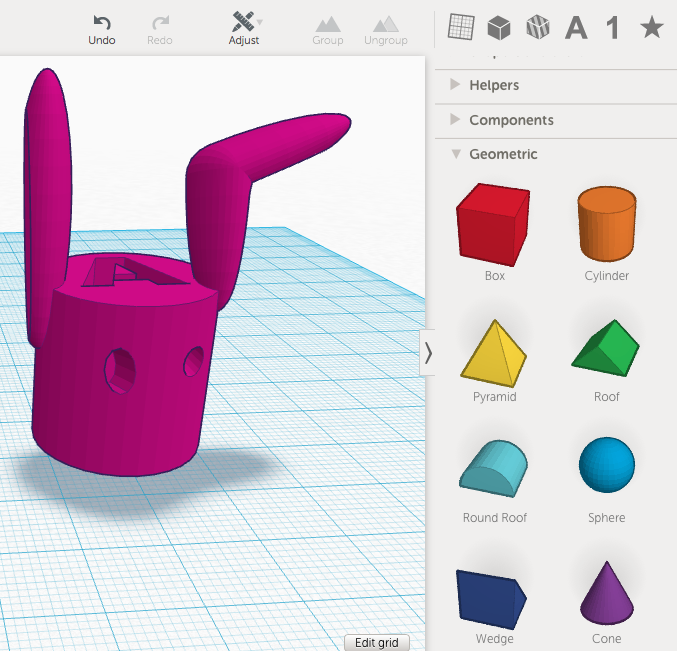 Undo
Redo
Adjust
Group
Ungroup
A
1
Helpers
Components
Geometric
Box
Cylinder
A
Pyramid
Roof
Round Roof
Sphere
Wedge
Cone
Edit grid